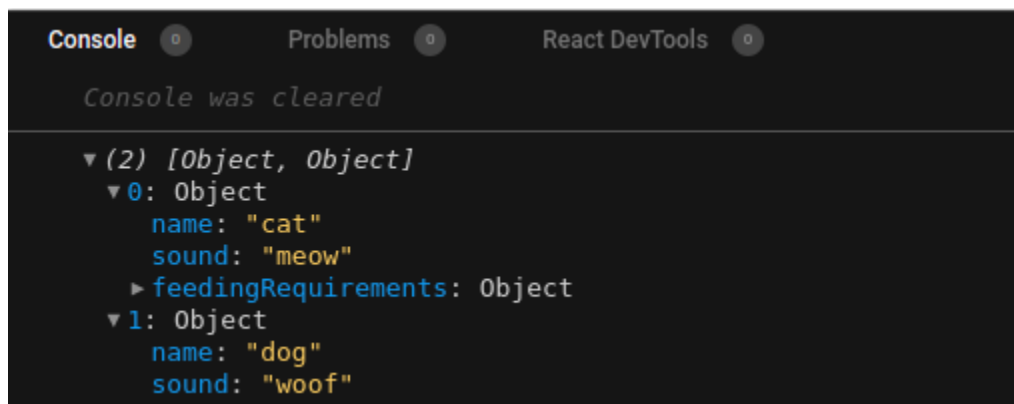 Console 0 Problems 0 React DevTools 0
Console was cleared
▼ (2) [Object, Object]
▼ 0: Object
name: "cat"
sound: "meow"
▶ feedingRequirements: Object
▼ 1: Object
name: "dog"
sound: "woof"